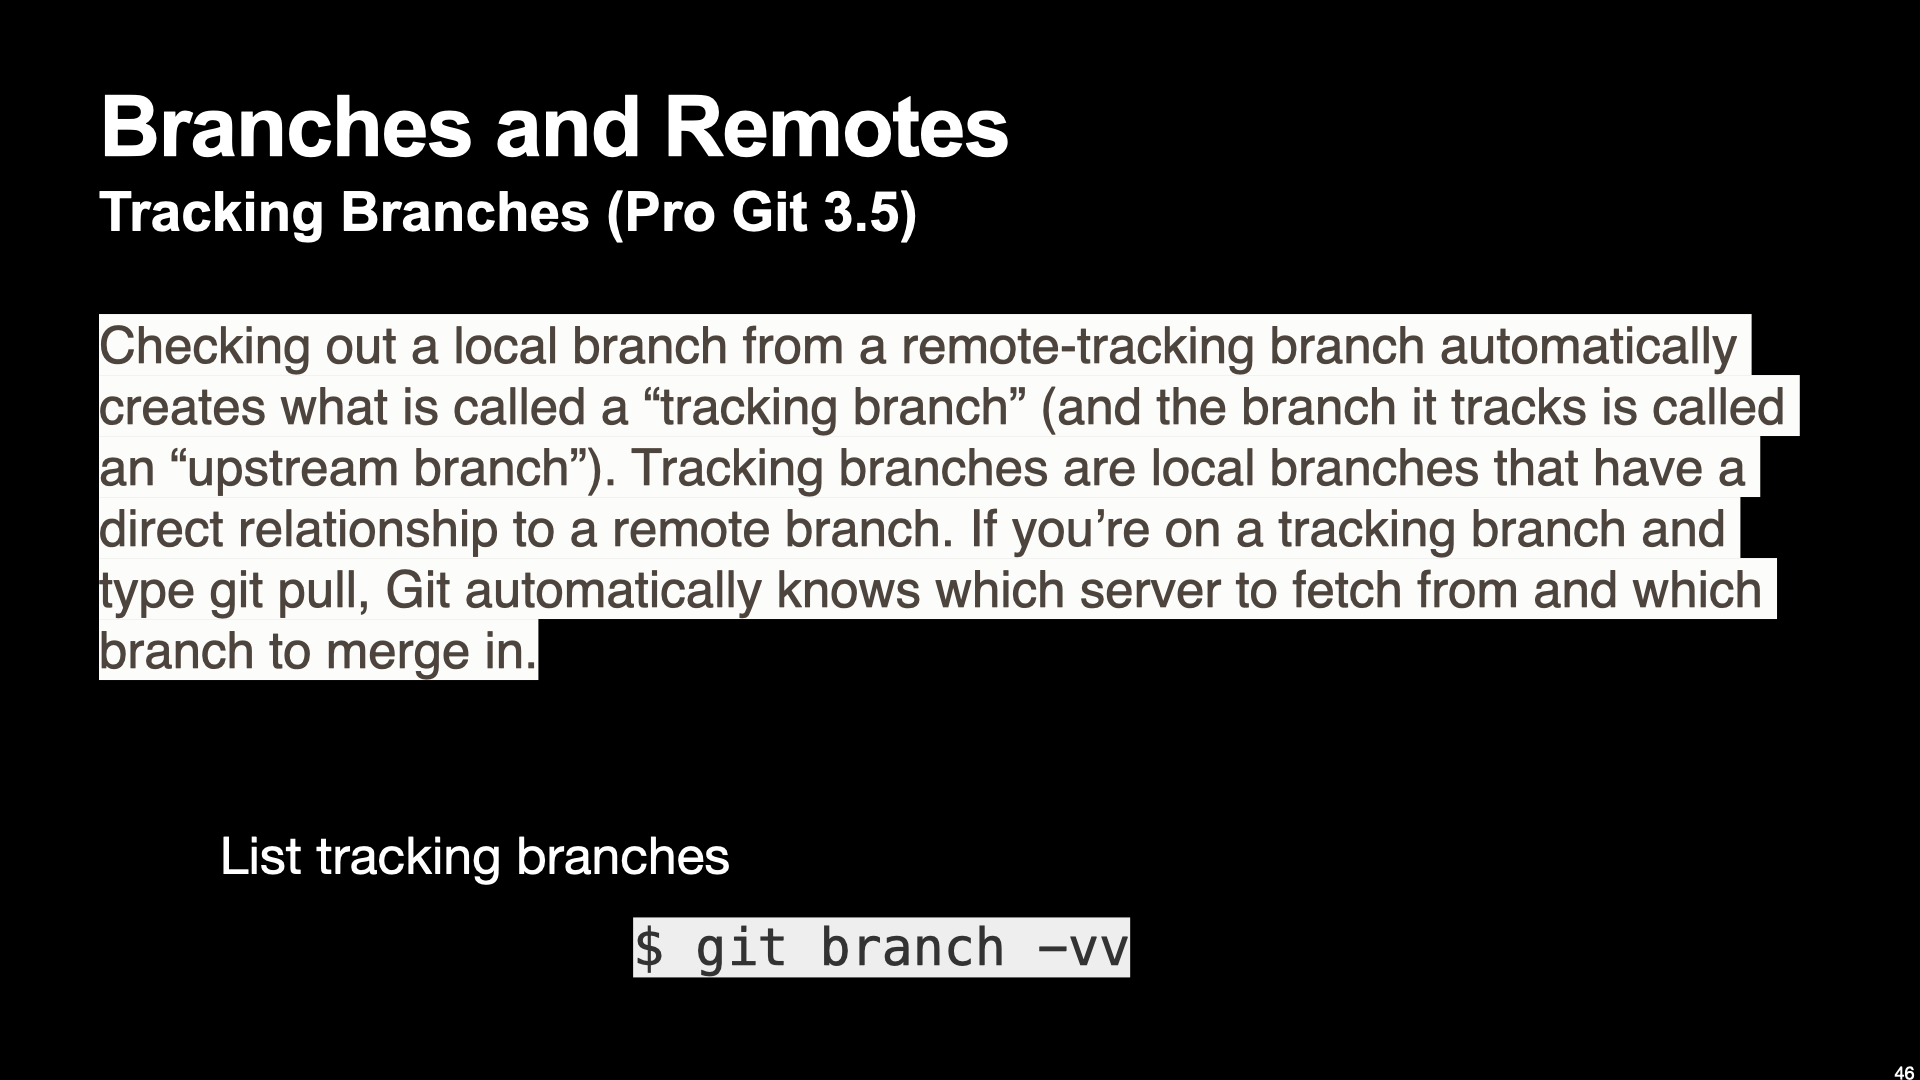 Branches and Remotes
Tracking Branches (Pro Git 3.5)
Checking out a local branch from a remote-tracking branch automatically
creates what is called a “tracking branch” (and the branch it tracks is called
an “upstream branch”). Tracking branches are local branches that have a
direct relationship to a remote branch. If you’re on a tracking branch and
type git pull, Git automatically knows which server to fetch from and which
branch to merge in.
List tracking branches
$ git branch -vv
46